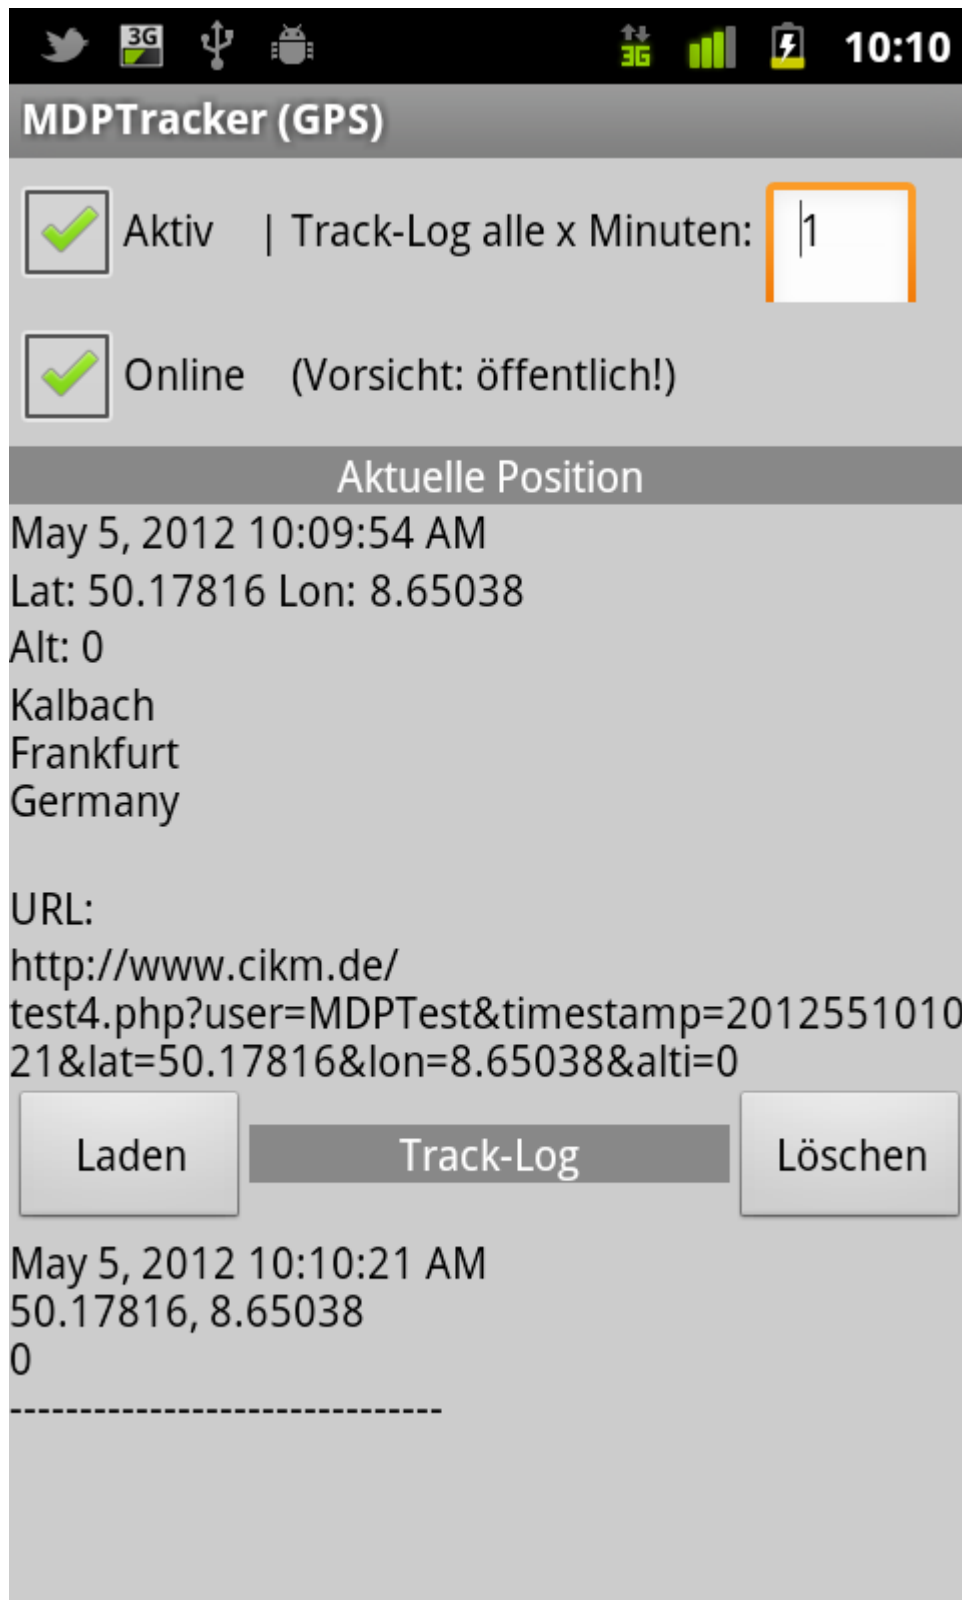 3G 3G 10:10
MDPTracker (GPS)
Aktiv | Track-Log alle x Minuten: 1
Online (Vorsicht: öffentlich!)
Aktuelle Position
May 5, 2012 10:09:54 AM
Lat: 50.17816 Lon: 8.65038
Alt: 0
Kalbach
Frankfurt
Germany
URL:
http://www.cikm.de/
test4.php?user=MDPTest&timestamp=2012551010
21&lat=50.17816&lon=8.65038&alti=0
Laden Track-Log Löschen
May 5, 2012 10:10:21 AM
50.17816, 8.65038
0
-------------------------------